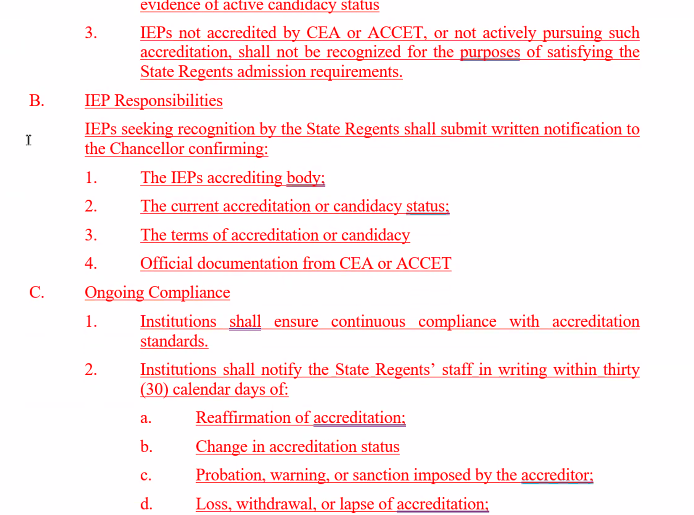 evidence of active candidacy status
3. IEPs not accredited by CEA or ACCET, or not actively pursuing such
accreditation, shall not be recognized for the purposes of satisfying the
State Regents admission requirements.
B. IEP Responsibilities
IEPs seeking recognition by the State Regents shall submit written notification to
the Chancellor confirming:
1. The IEPs accrediting body;
2. The current accreditation or candidacy status;
3. The terms of accreditation or candidacy
4. Official documentation from CEA or ACCET
C. Ongoing Compliance
1. Institutions shall ensure continuous compliance with accreditation
standards.
2. Institutions shall notify the State Regents’ staff in writing within thirty
(30) calendar days of:
a. Reaffirmation of accreditation;
b. Change in accreditation status
c. Probation, warning, or sanction imposed by the accreditor;
d. Loss, withdrawal, or lapse of accreditation;